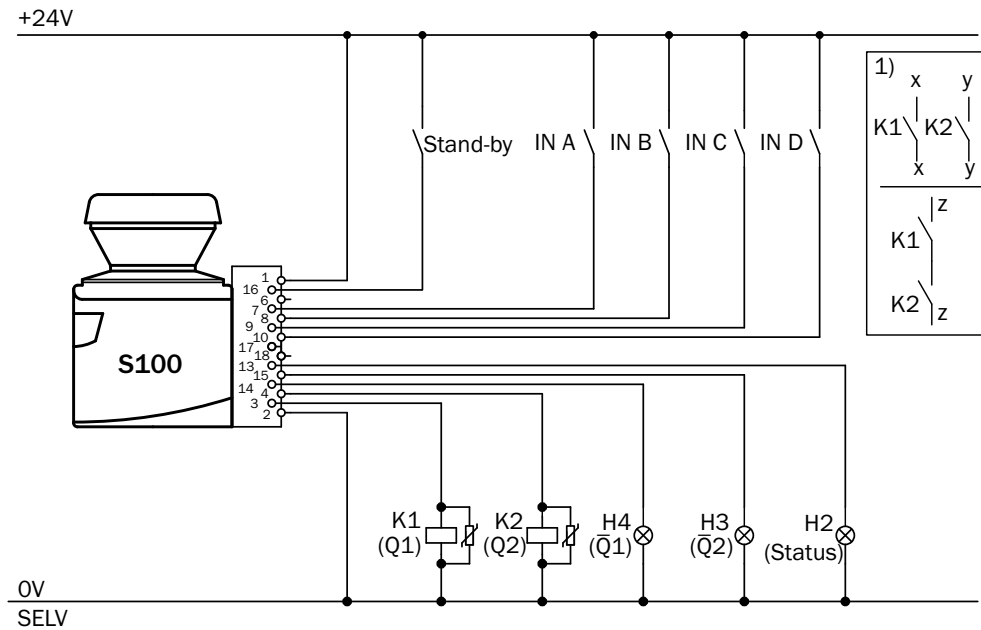 +24V
1)
x y
K1 K2
x y
z
K1
K2
z
Stand-by IN A IN B IN C IN D
S100
1
16
6
7
8
9
10
17
18
13
15
14
4
3
2
K1
(Q1)
K2
(Q2)
H4
(Q̅1)
H3
(Q̅2)
H2
(Status)
0V
SELV